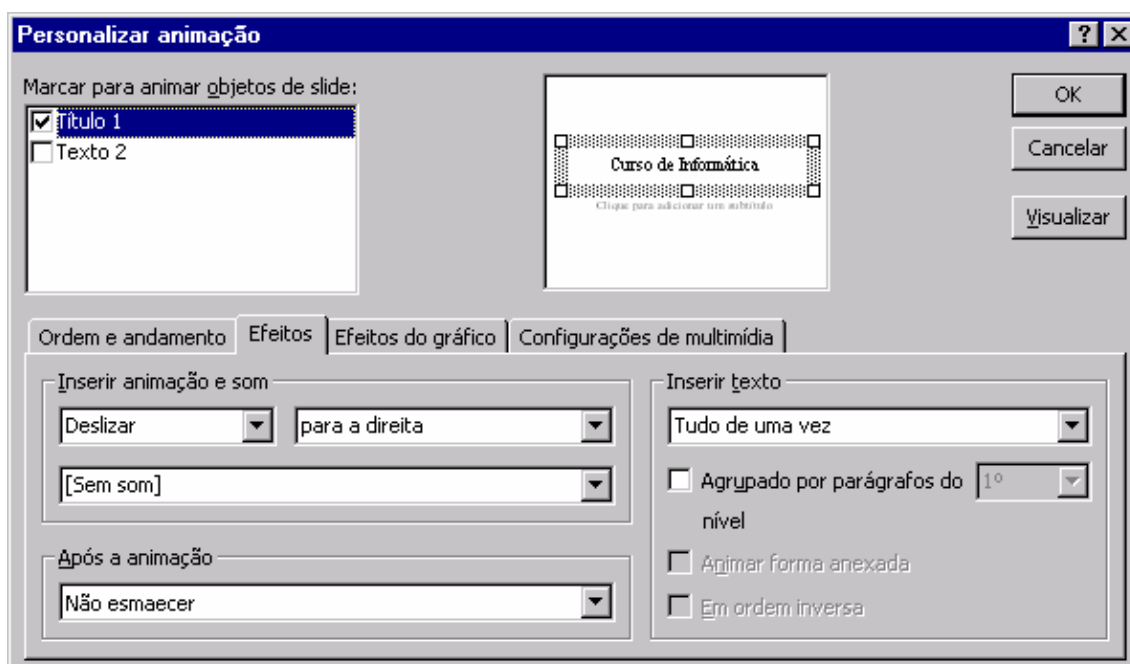 Personalizar animação
Marcar para animar objetos de slide:
Título 1
Texto 2
Curso de Informática
Clique para adicionar um subtítulo
OK
Cancelar
Visualizar
Ordem e andamento Efeitos Efeitos do gráfico Configurações de multimídia
Inserir animação e som
Deslizar para a direita
[Sem som]
Após a animação
Não esmaecer
Inserir texto
Tudo de uma vez
Agrupado por parágrafos do 1º
nível
Animar forma anexada
Em ordem inversa